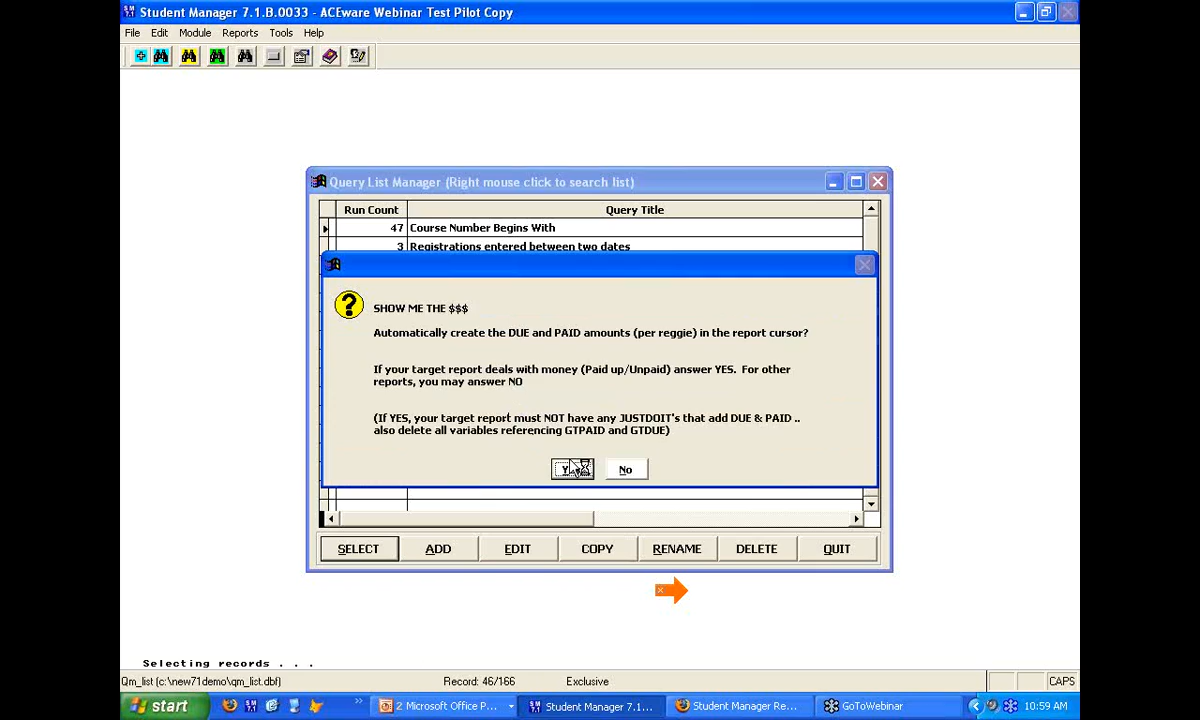 Student Manager 7.1.B.0033 - ACEware Webinar Test Pilot Copy
File Edit Module Reports Tools Help
Query List Manager (Right mouse click to search list)
Run Count Query Title
47 Course Number Begins With
3 Registrations entered between two dates
SHOW ME THE $$$
Automatically create the DUE and PAID amounts (per reggie) in the report cursor?
If your target report deals with money (Paid up/Unpaid) answer YES. For other
reports, you may answer NO
(If YES, your target report must NOT have any JUSTDOIT's that add DUE & PAID ..
also delete all variables referencing GTPAID and GTDUE)
No
SELECT ADD EDIT COPY RENAME DELETE QUIT
Selecting records . . .
Qm_list (c:\new71demo\qm_list.dbf) Record: 46/166 Exclusive CAPS
start 2 Microsoft Office P... Student Manager 7.1... Student Manager Re... GoToWebinar 10:59 AM